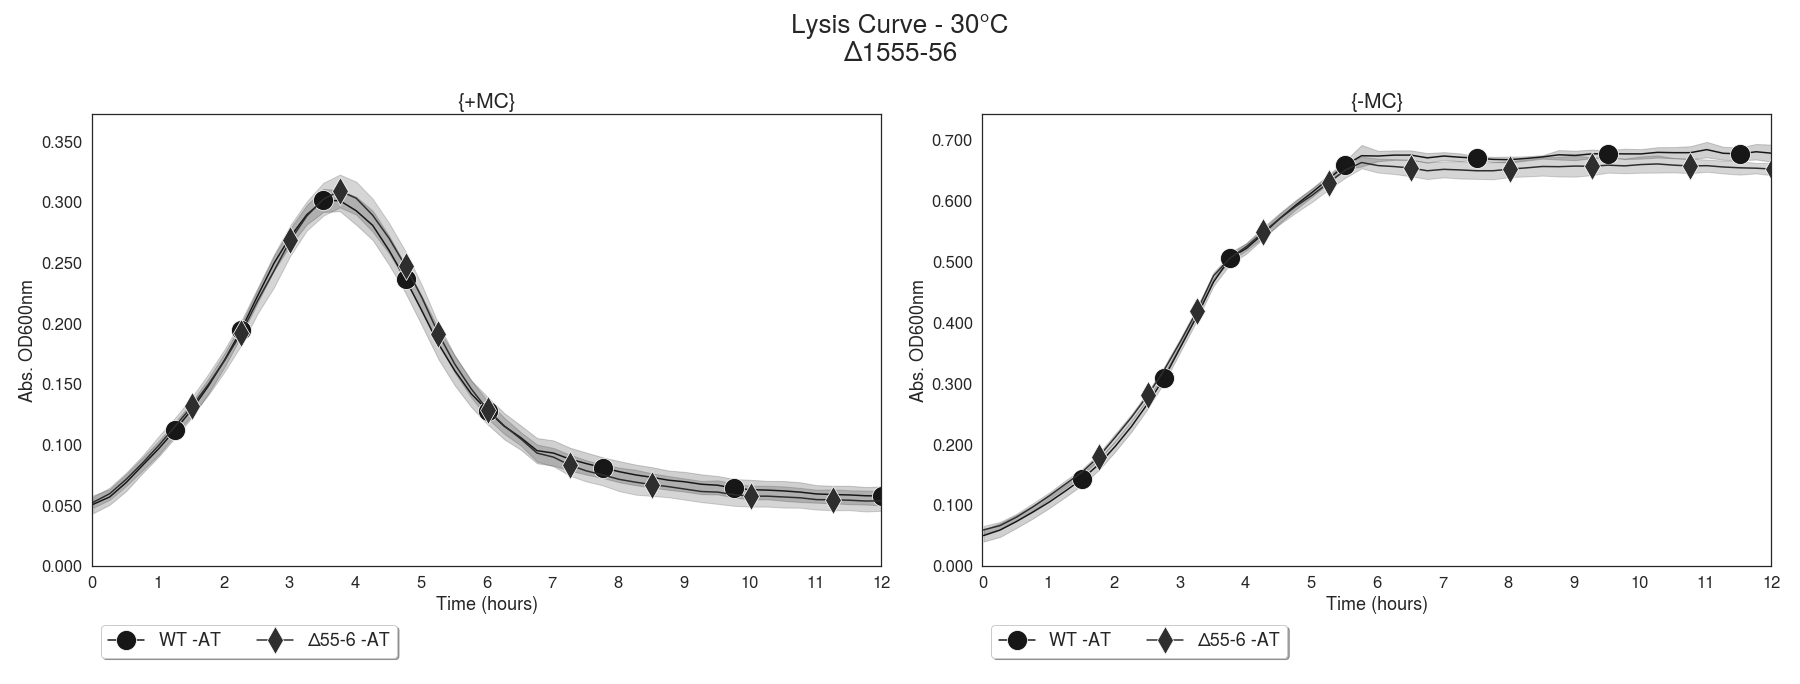 Lysis Curve - 30°C
Δ1555-56
{+MC}
0.350
0.300
0.250
0.200
0.150
0.100
0.050
0.000
Abs. OD600nm
0 1 2 3 4 5 6 7 8 9 10 11 12
Time (hours)
WT -AT Δ55-6 -AT
{-MC}
0.700
0.600
0.500
0.400
0.300
0.200
0.100
0.000
Abs. OD600nm
0 1 2 3 4 5 6 7 8 9 10 11 12
Time (hours)
WT -AT Δ55-6 -AT